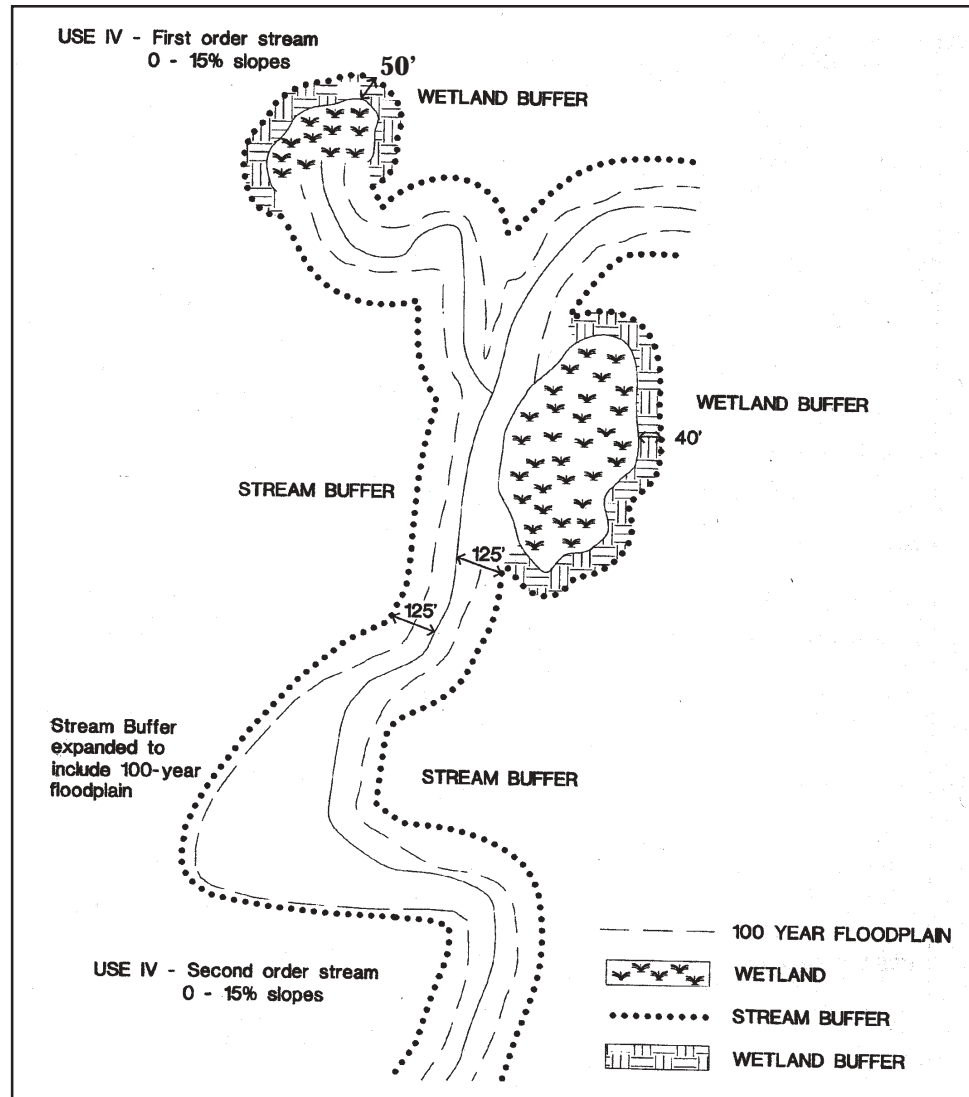 USE IV - First order stream
0 - 15% slopes
50'
WETLAND BUFFER
WETLAND BUFFER
40'
STREAM BUFFER
125'
125'
Stream Buffer
expanded to
include 100-year
floodplain
STREAM BUFFER
USE IV - Second order stream
0 - 15% slopes
100 YEAR FLOODPLAIN
WETLAND
STREAM BUFFER
WETLAND BUFFER